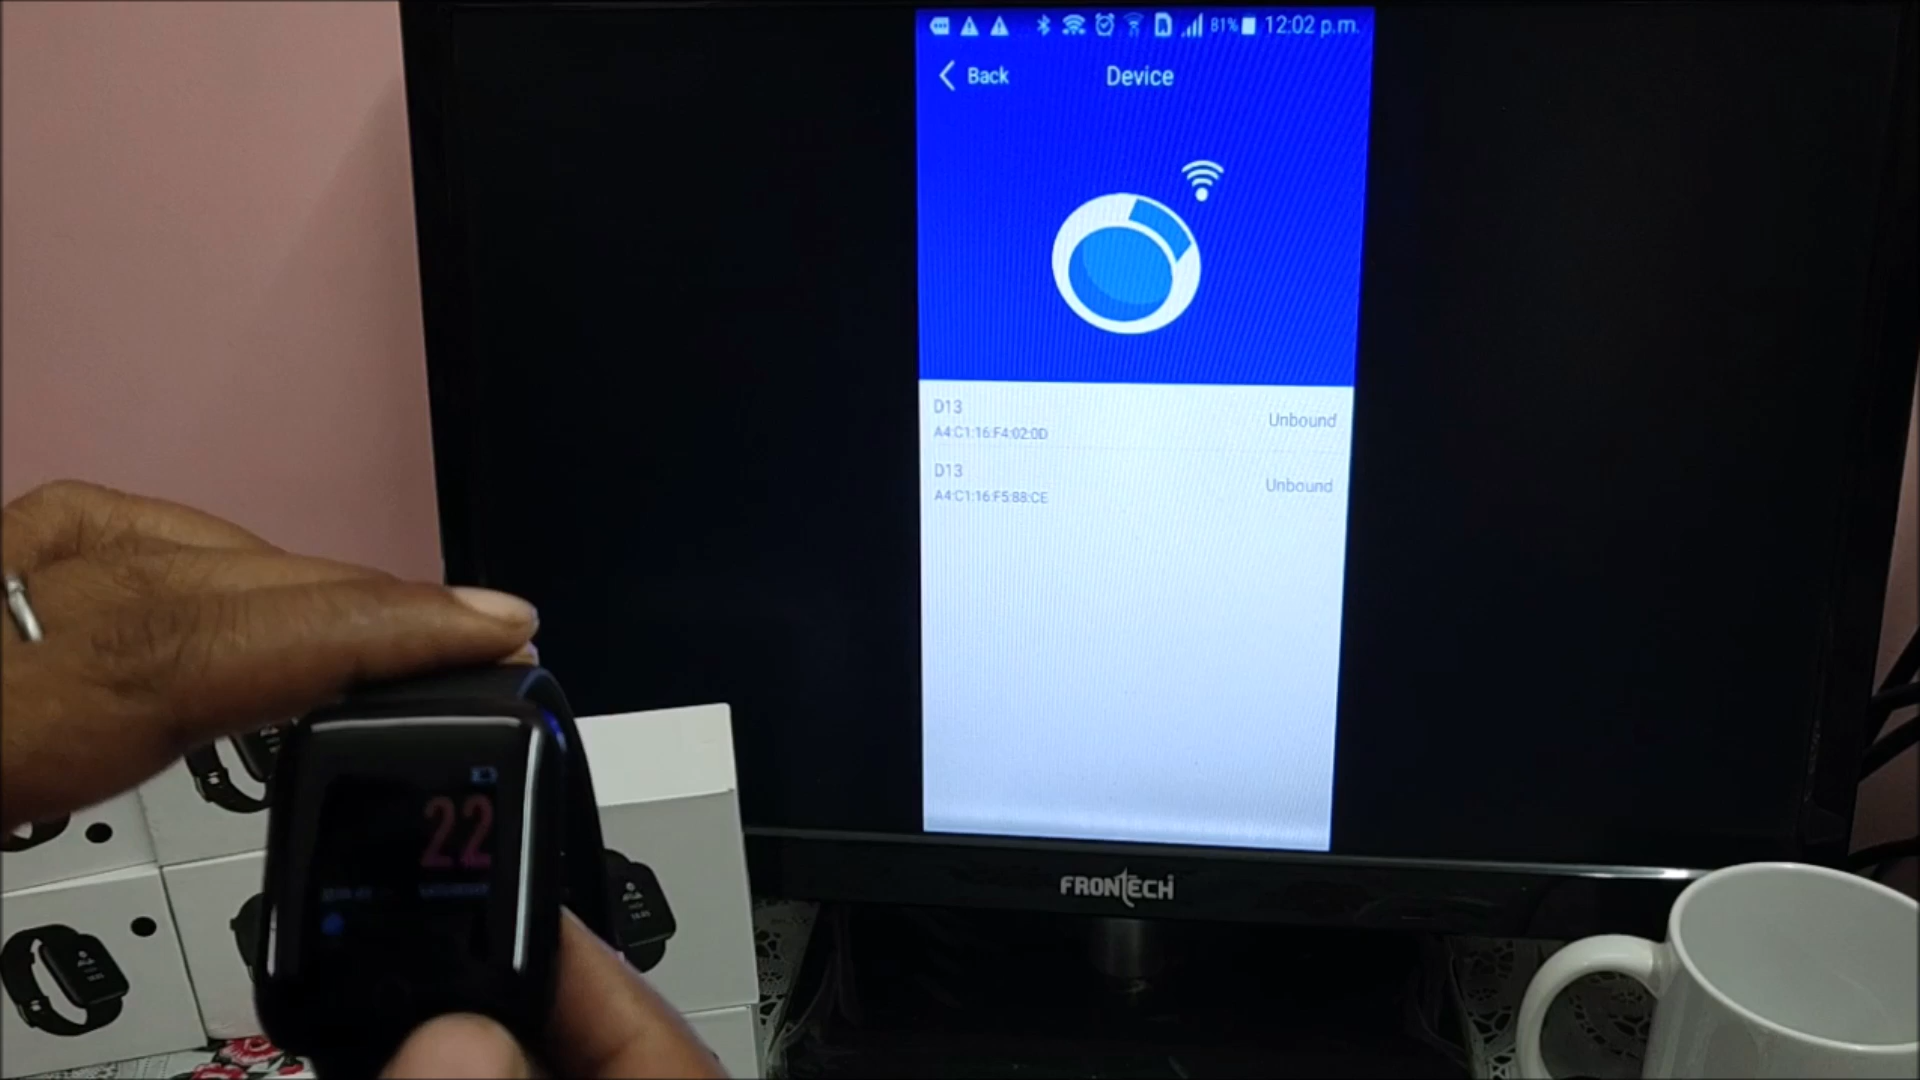 81% 12:02 p.m.
Back
Device
D13
Unbound
A4:C1:16:F4:02:0D
D13
Unbound
A4:C1:16:F5:88:CE
FRONTECH
22